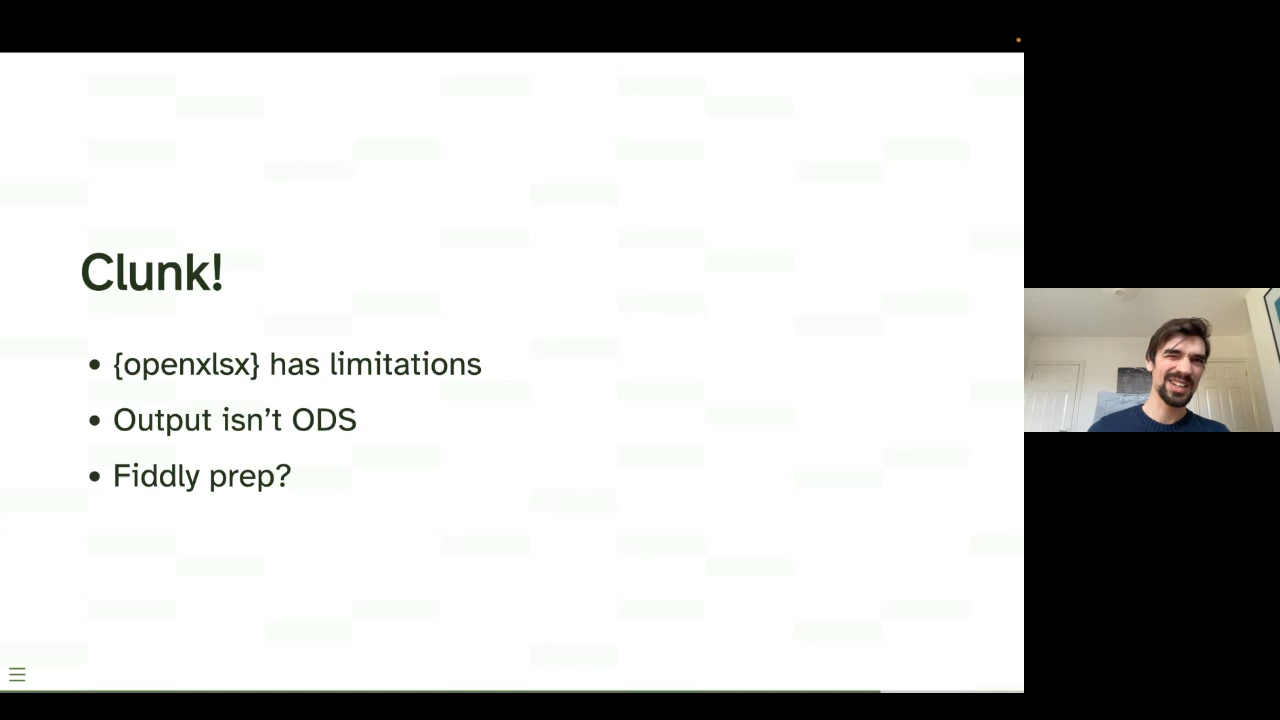 Clunk!
• {openxlsx} has limitations
• Output isn’t ODS
• Fiddly prep?